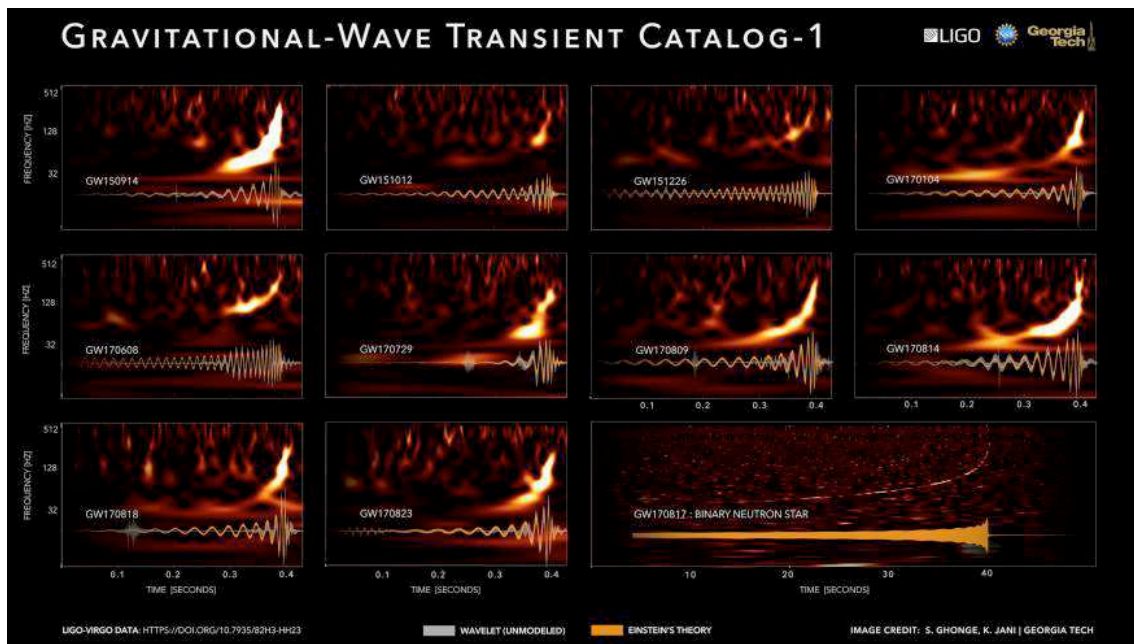 GRAVITATIONAL-WAVE TRANSIENT CATALOG-1
LIGO
Georgia
Tech
512
128
32
FREQUENCY [HZ]
GW150914
GW151012
GW151226
GW170104
512
128
32
FREQUENCY [HZ]
GW170608
GW170729
GW170809
GW170814
0.1 0.2 0.3 0.4
0.1 0.2 0.3 0.4
512
128
32
FREQUENCY [HZ]
GW170818
GW170823
GW170817 : BINARY NEUTRON STAR
0.1 0.2 0.3 0.4
0.1 0.2 0.3 0.4
10 20 30 40
TIME [SECONDS]
TIME [SECONDS]
TIME [SECONDS]
LIGO-VIRGO DATA: HTTPS://DOI.ORG/10.7935/82H3-HH23
WAVELET (UNMODELED)
EINSTEIN'S THEORY
IMAGE CREDIT: S. GHONGE, K. JANI | GEORGIA TECH